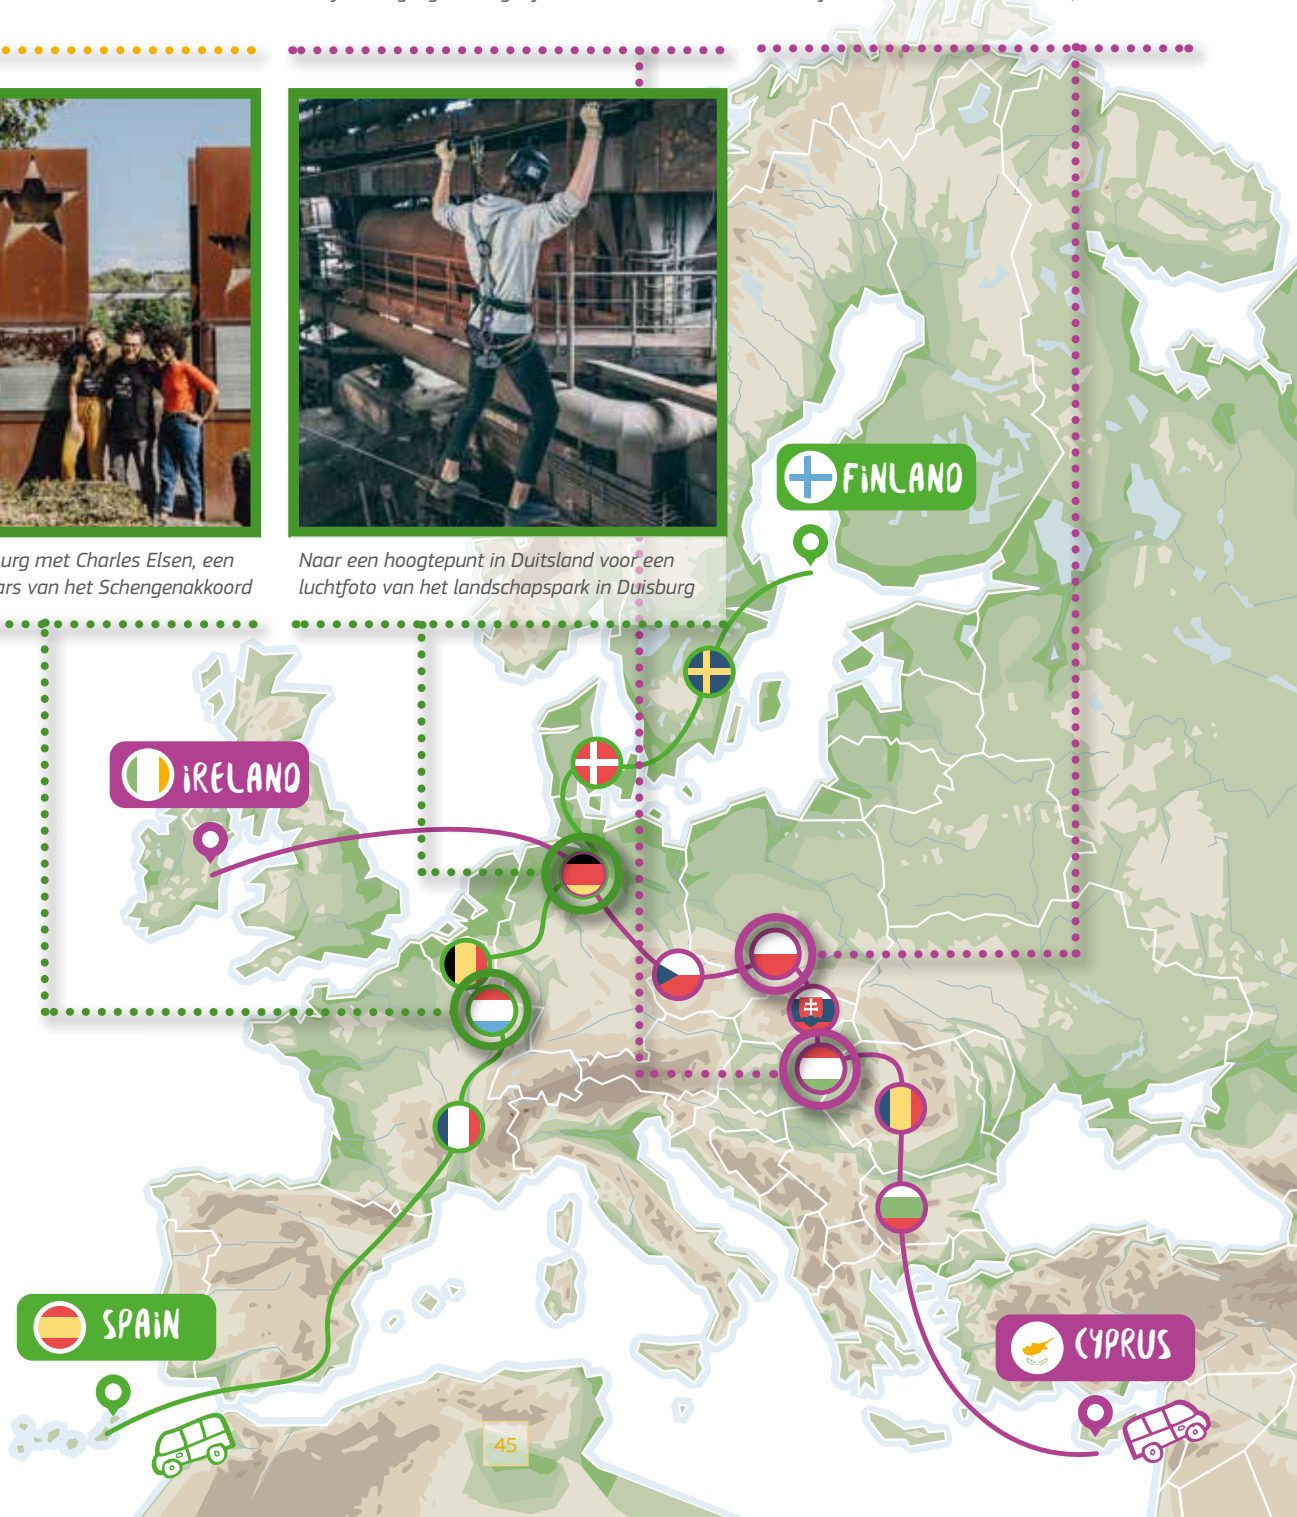 urg met Charles Elsen, een
ars van het Schengenakkoord
Naar een hoogtepunt in Duitsland voor een
luchtfoto van het landschapspark in Duisburg
FiNLAND
iRELAND
SPAiN
CYPRUS
45